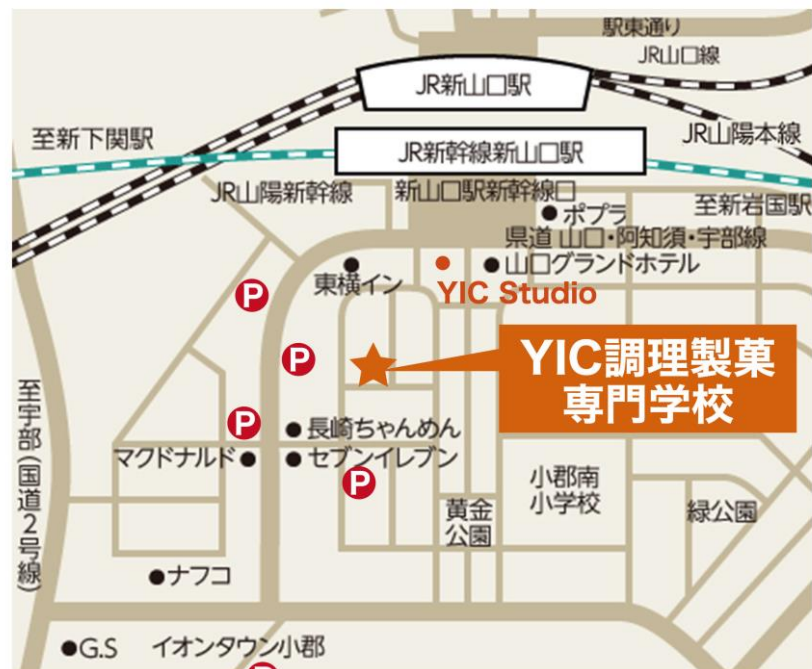 駅東通り
JR山口線
JR新山口駅
JR山陽本線
至新下関駅
JR新幹線新山口駅
JR山陽新幹線
新山口駅新幹線口
至新岩国駅
ポプラ
県道 山口・阿知須・宇部線
東横イン
山口グランドホテル
YIC Studio
P
P
YIC調理製菓
専門学校
至宇部(国道2号線)
P
長崎ちゃんめん
マクドナルド
セブンイレブン
P
小郡南
小学校
黄金
公園
緑公園
ナフコ
G.S
イオンタウン小郡